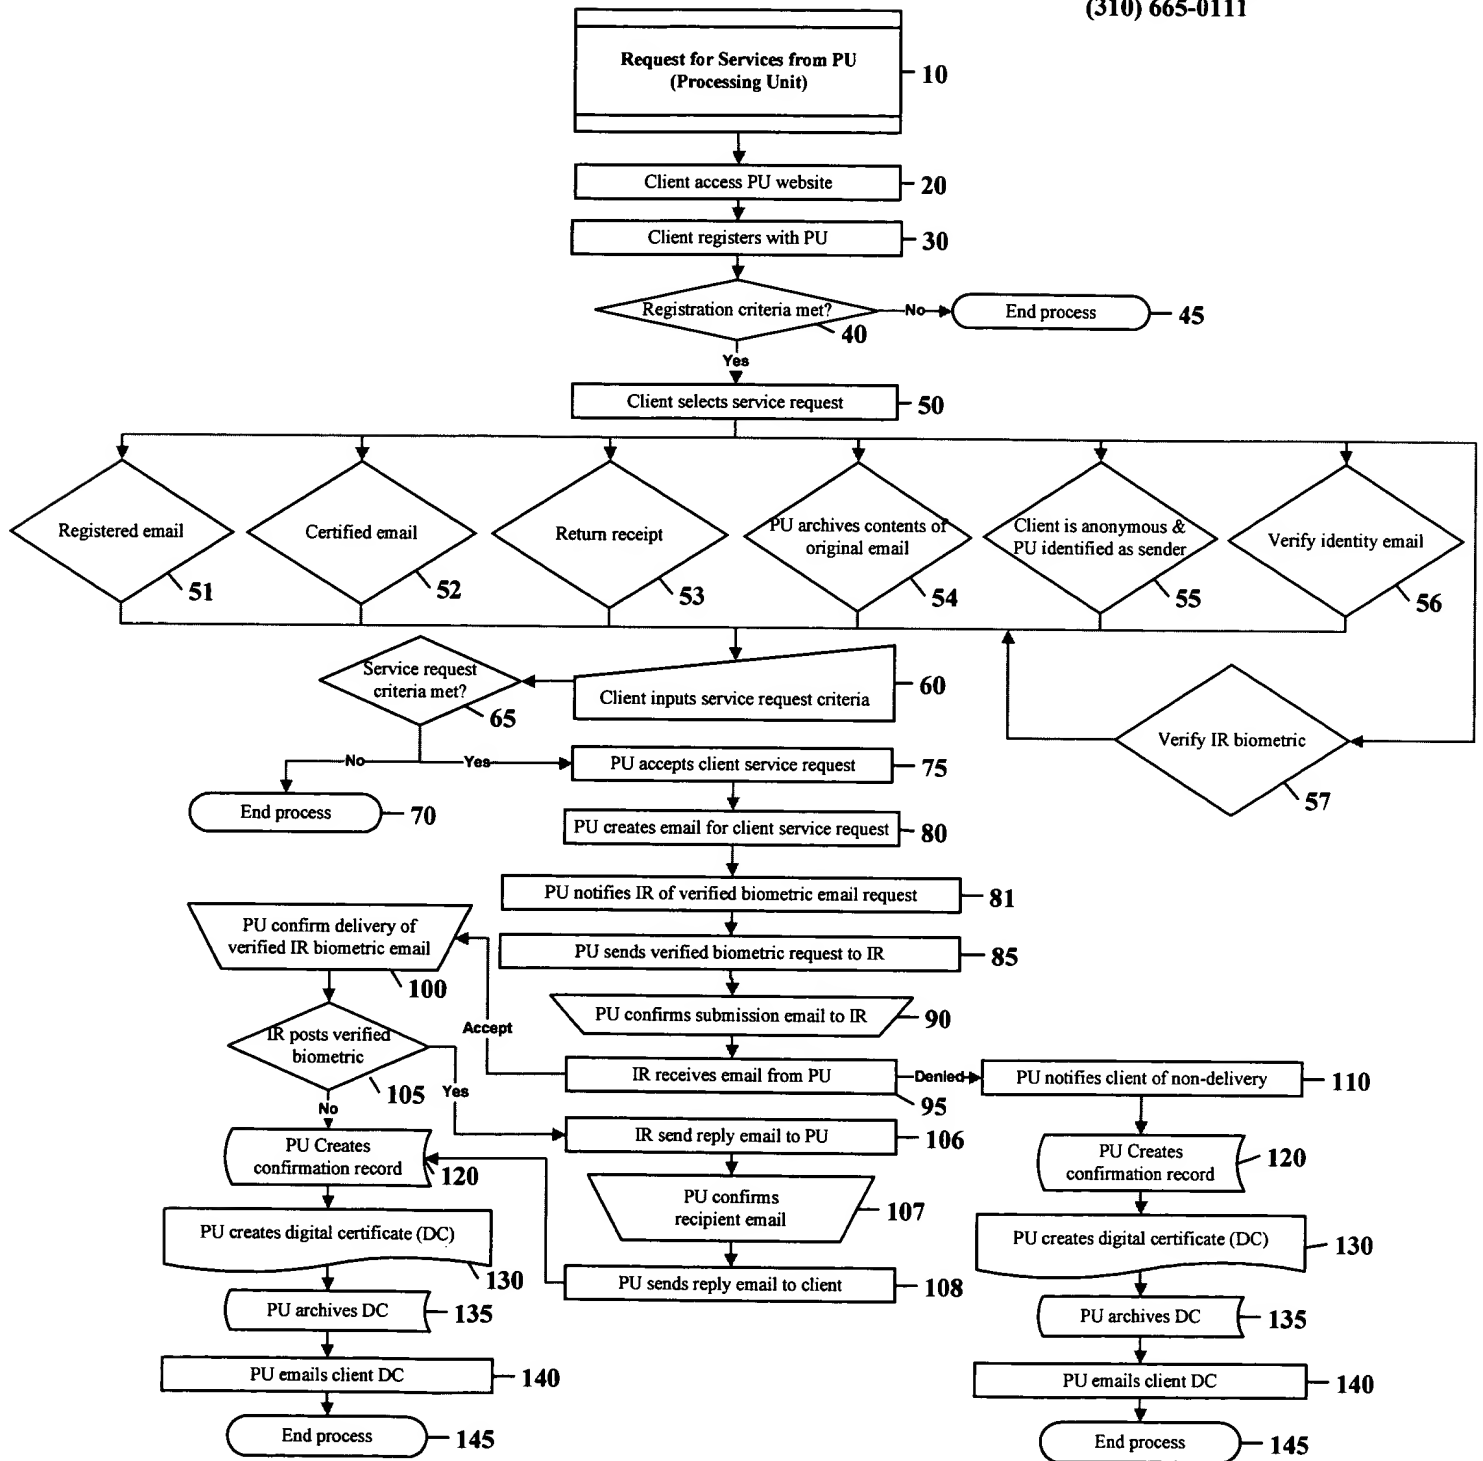 (310) 665-0111
Request for Services from PU
(Processing Unit)
10
Client access PU website
20
Client registers with PU
30
Registration criteria met?
40
No
End process
45
Yes
Client selects service request
50
Registered email
51
Certified email
52
Return receipt
53
PU archives contents of
original email
54
Client is anonymous &
PU identified as sender
55
Verify identity email
56
Service request
criteria met?
65
Client inputs service request criteria
60
Verify IR biometric
57
No
Yes
PU accepts client service request
75
End process
70
PU creates email for client service request
80
PU notifies IR of verified biometric email request
81
PU confirm delivery of
verified IR biometric email
100
PU sends verified biometric request to IR
85
PU confirms submission email to IR
90
Accept
IR posts verified
biometric
105
IR receives email from PU
95
Denied
PU notifies client of non-delivery
110
Yes
No
IR send reply email to PU
106
PU Creates
confirmation record
120
PU Creates
confirmation record
120
PU confirms
recipient email
107
PU creates digital certificate (DC)
130
PU creates digital certificate (DC)
130
PU sends reply email to client
108
PU archives DC
135
PU archives DC
135
PU emails client DC
140
PU emails client DC
140
End process
145
End process
145